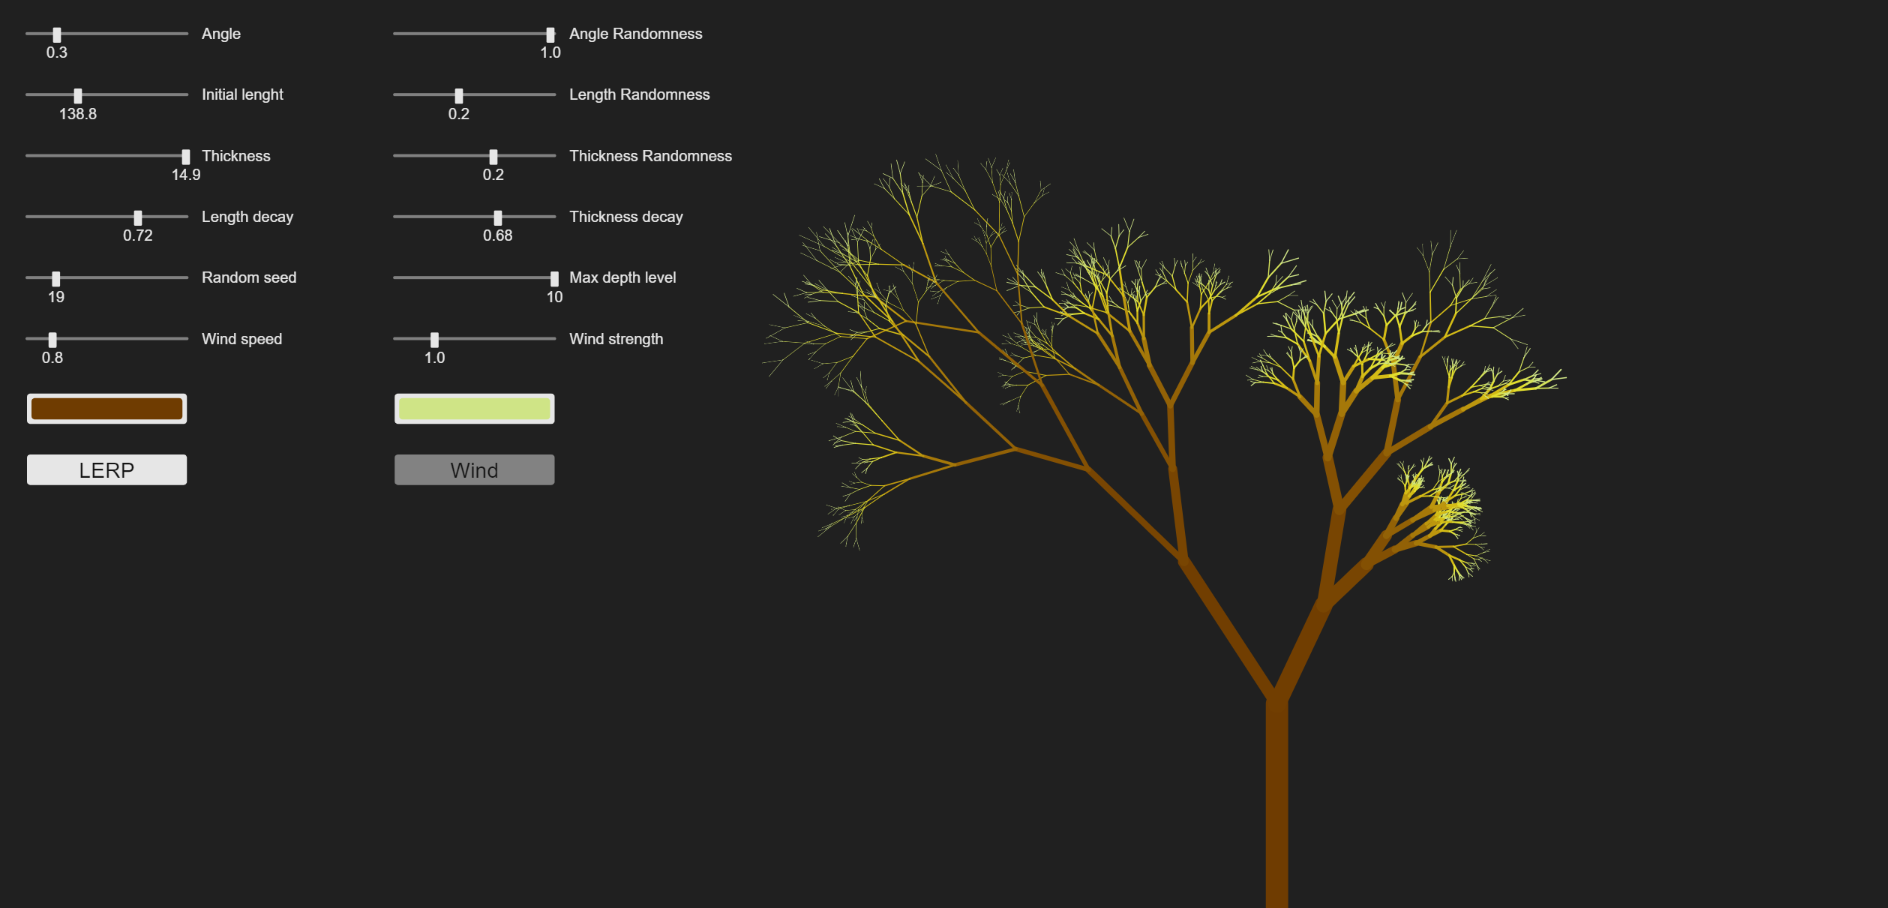 Angle
0.3
Angle Randomness
1.0
Initial lenght
138.8
Length Randomness
0.2
Thickness
14.9
Thickness Randomness
0.2
Length decay
0.72
Thickness decay
0.68
Random seed
19
Max depth level
10
Wind speed
0.8
Wind strength
1.0
LERP
Wind